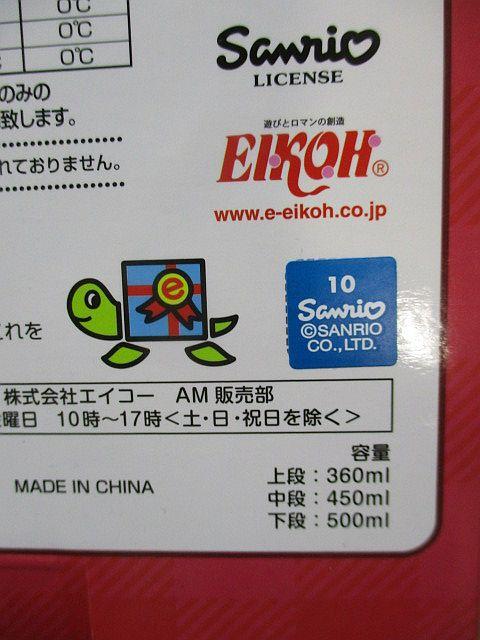 0℃
0℃
0℃
のみの
致します。
れておりません。
Sanrio
LICENSE
遊びとロマンの創造
EIKOH®
www.e-eikoh.co.jp
e
10
Sanrio
©SANRIO
CO.,LTD.
これを
株式会社エイコー AM販売部
曜日 10時〜17時<土・日・祝日を除く>
容量
上段：360ml
中段：450ml
下段：500ml
MADE IN CHINA